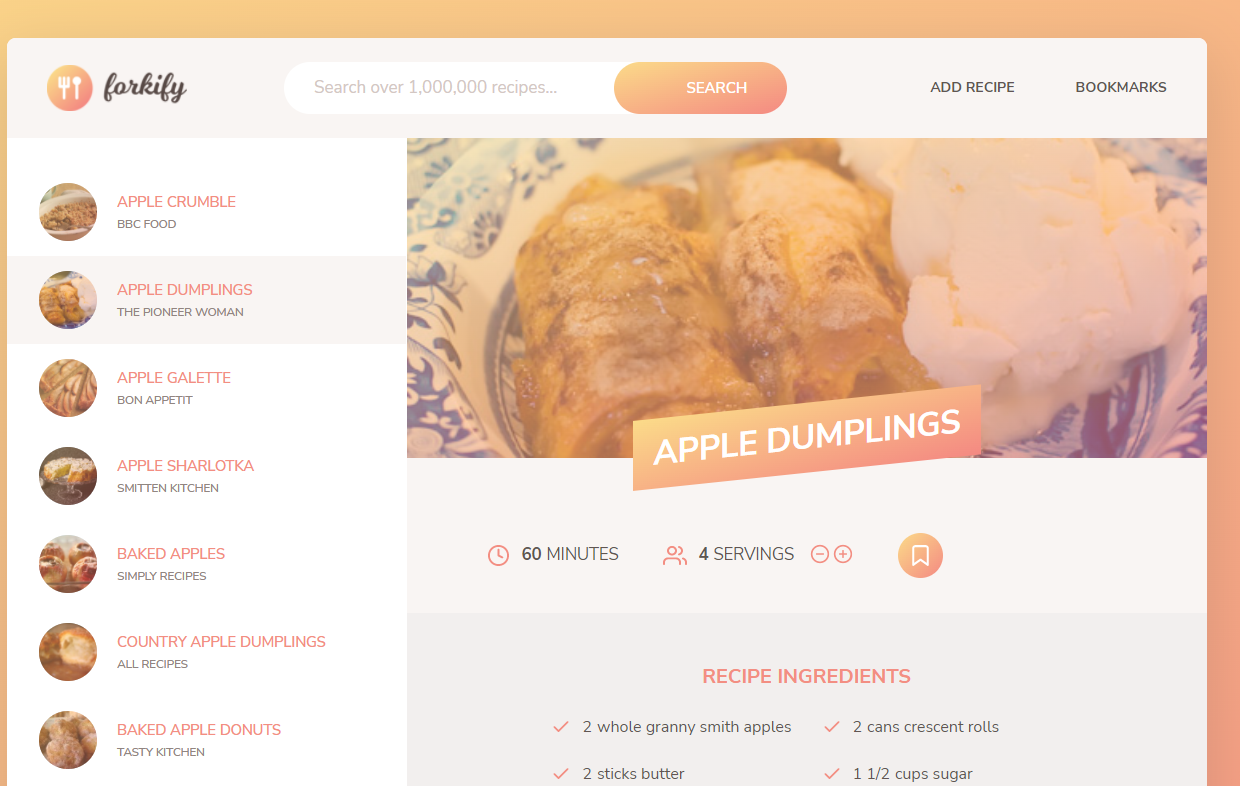 forkify
Search over 1,000,000 recipes...
SEARCH
ADD RECIPE
BOOKMARKS
APPLE CRUMBLE
BBC FOOD
APPLE DUMPLINGS
THE PIONEER WOMAN
APPLE GALETTE
BON APPETIT
APPLE SHARLOTKA
SMITTEN KITCHEN
BAKED APPLES
SIMPLY RECIPES
COUNTRY APPLE DUMPLINGS
ALL RECIPES
BAKED APPLE DONUTS
TASTY KITCHEN
APPLE DUMPLINGS
60 MINUTES
4 SERVINGS
RECIPE INGREDIENTS
2 whole granny smith apples
2 cans crescent rolls
2 sticks butter
1 1/2 cups sugar